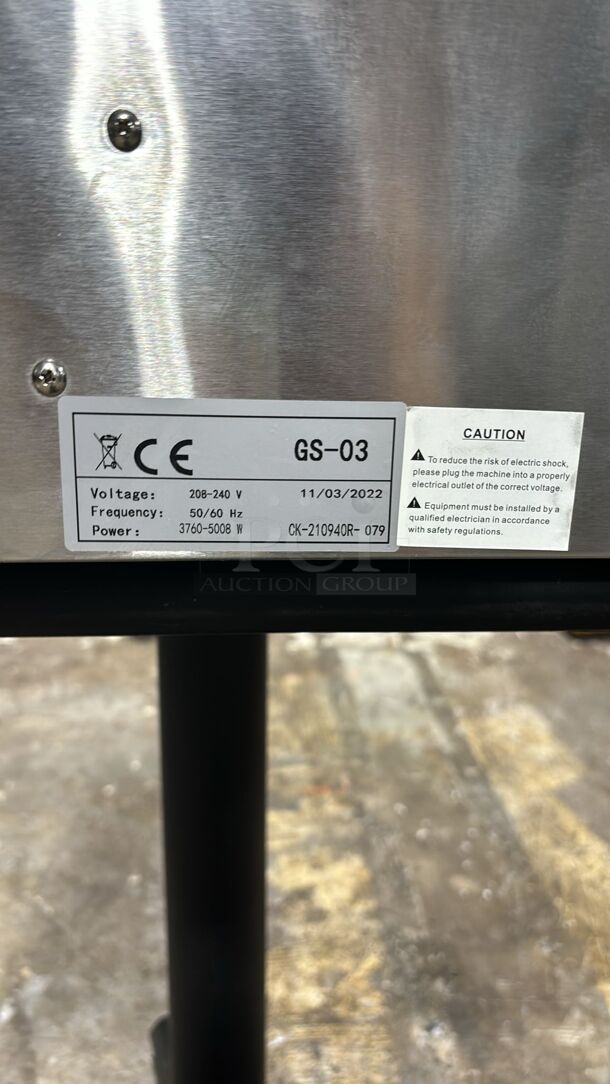 CE
GS-03
Voltage: 208-240 V 11/03/2022
Frequency: 50/60 Hz
Power: 3760-5008 W CK-210940R- 079
CAUTION
To reduce the risk of electric shock,
please plug the machine into a properly
electrical outlet of the correct voltage.
Equipment must be installed by a
qualified electrician in accordance
with safety regulations.
PCI
AUCTION GROUP